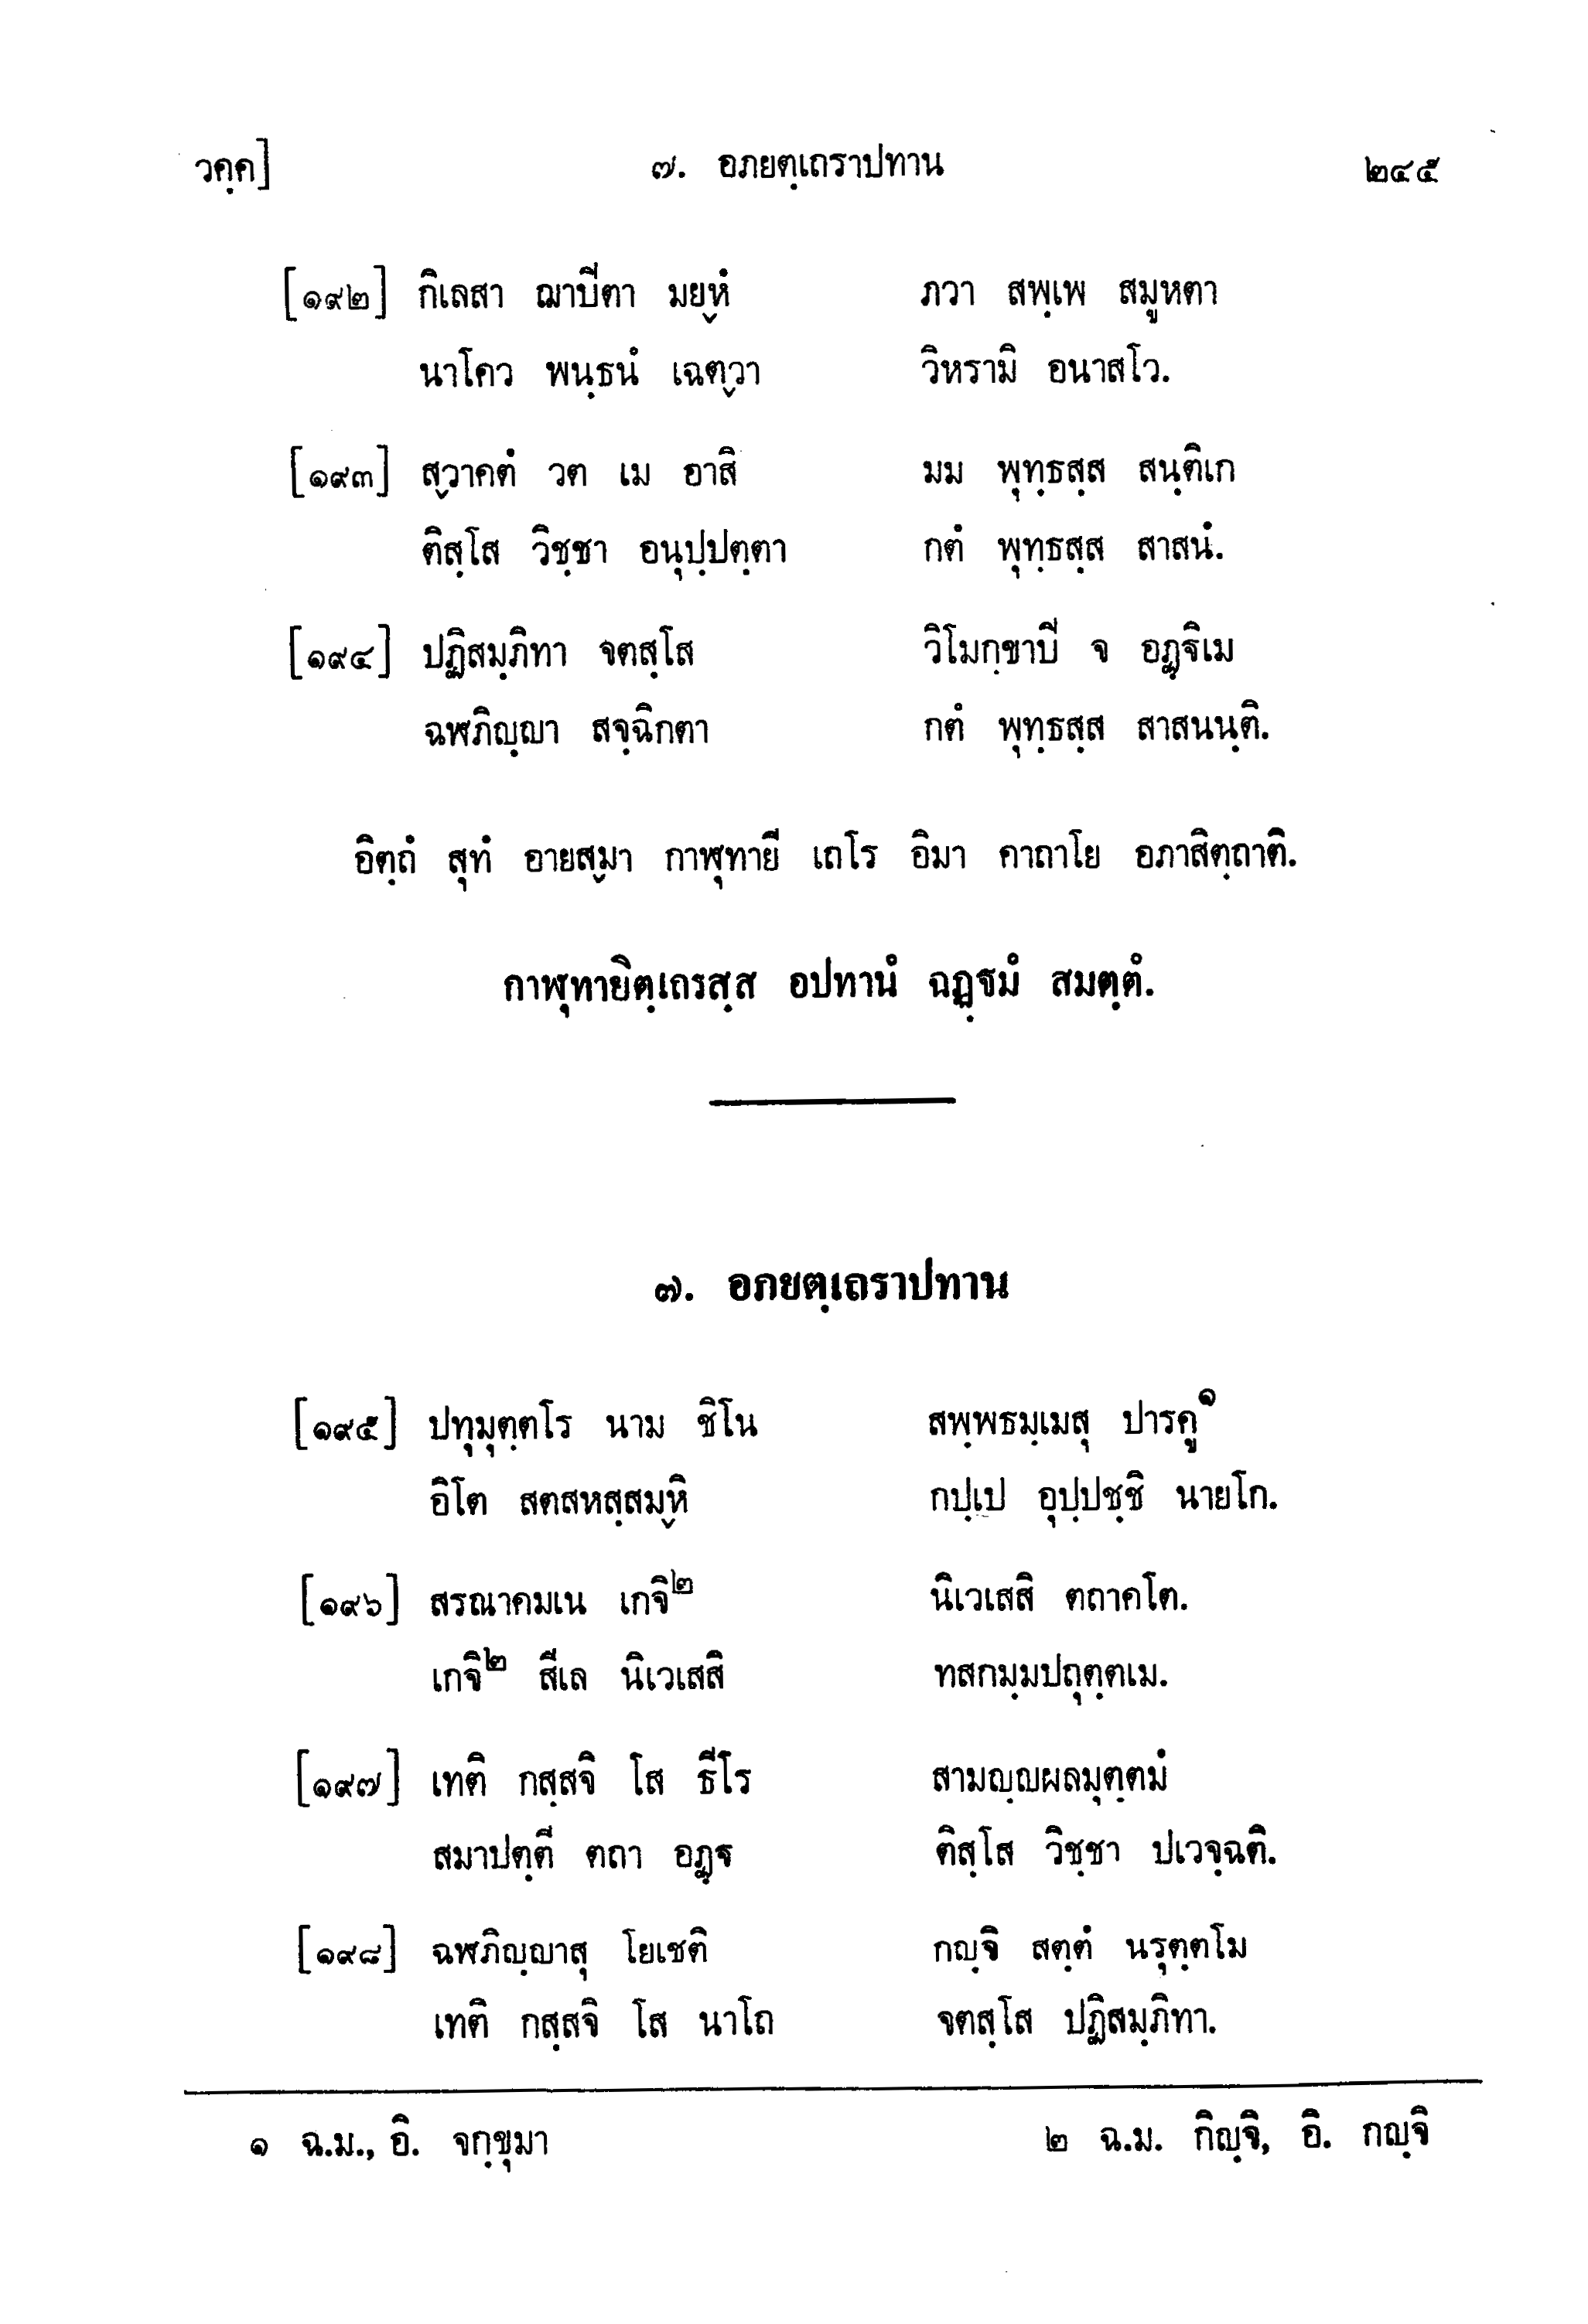 วคฺค] ๗. อภยตฺเถราปทาน ๒๔๕
[๑๙๒] กิเลสา ฌาปีตา มยฺหํ ภวา สพฺเพ สมูหตา
นาโคว พนฺธนํ เฉตฺวา วิหรามิ อนาสโว.
[๑๙๓] สฺวาคตํ วต เม อาสิ มม พุทฺธสฺส สนฺติเก
ติสฺโส วิชฺชา อนุปฺปตฺตา กตํ พุทฺธสฺส สาสนํ.
[๑๙๔] ปฏิสมฺภิทา จตสฺโส วิโมกฺขาปี จ อฏฺฐิเม
ฉฬภิญฺญา สจฺฉิกตา กตํ พุทฺธสฺส สาสนนฺติ.
อิตฺถํ สุทํ อายสฺมา กาฬุทายี เถโร อิมา คาถาโย อภาสิตฺถาติ.
กาฬุทายิตฺเถรสฺส อปทานํ ฉฏฺฐมํ สมตฺตํ.
๗. อภยตฺเถราปทาน
[๑๙๕] ปทุมุตฺตโร นาม ชิโน สพฺพธมฺเมสุ ปารคู๑
อิโต สตสหสฺสมฺหิ กปฺเป อุปฺปชฺชิ นายโก.
[๑๙๖] สรณาคมเน เกจิ๒ นิเวเสสิ ตถาคโต.
เกจิ๒ สีเล นิเวเสสิ ทสกมฺมปถุตฺตเม.
[๑๙๗] เทติ กสฺสจิ โส ธีโร สามญฺญผลมุตฺตมํ
สมาปตฺตี ตถา อฏฺฐ ติสฺโส วิชฺชา ปเวจฺฉติ.
[๑๙๘] ฉฬภิญฺญาสุ โยเชติ กญฺจิ สตฺตํ นรุตฺตโม
เทติ กสฺสจิ โส นาโถ จตสฺโส ปฏิสมฺภิทา.
๑ ฉ.ม., อิ. จกฺขุมา ๒ ฉ.ม. กิญฺจิ, อิ. กญฺจิ